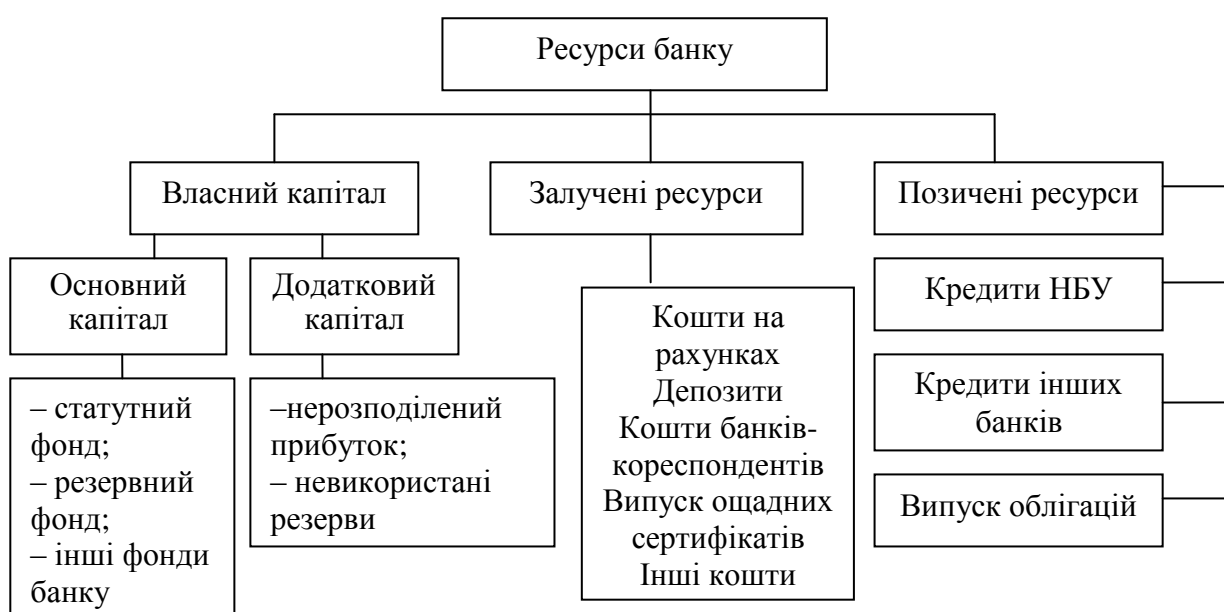 Ресурси банку
Власний капітал
Залучені ресурси
Позичені ресурси
Основний
капітал
Додатковий
капітал
– статутний
фонд;
– резервний
фонд;
– інші фонди
банку
–нерозподілений
прибуток;
– невикористані
резерви
Кошти на
рахунках
Депозити
Кошти банків-
кореспондентів
Випуск ощадних
сертифікатів
Інші кошти
Кредити НБУ
Кредити інших
банків
Випуск облігацій